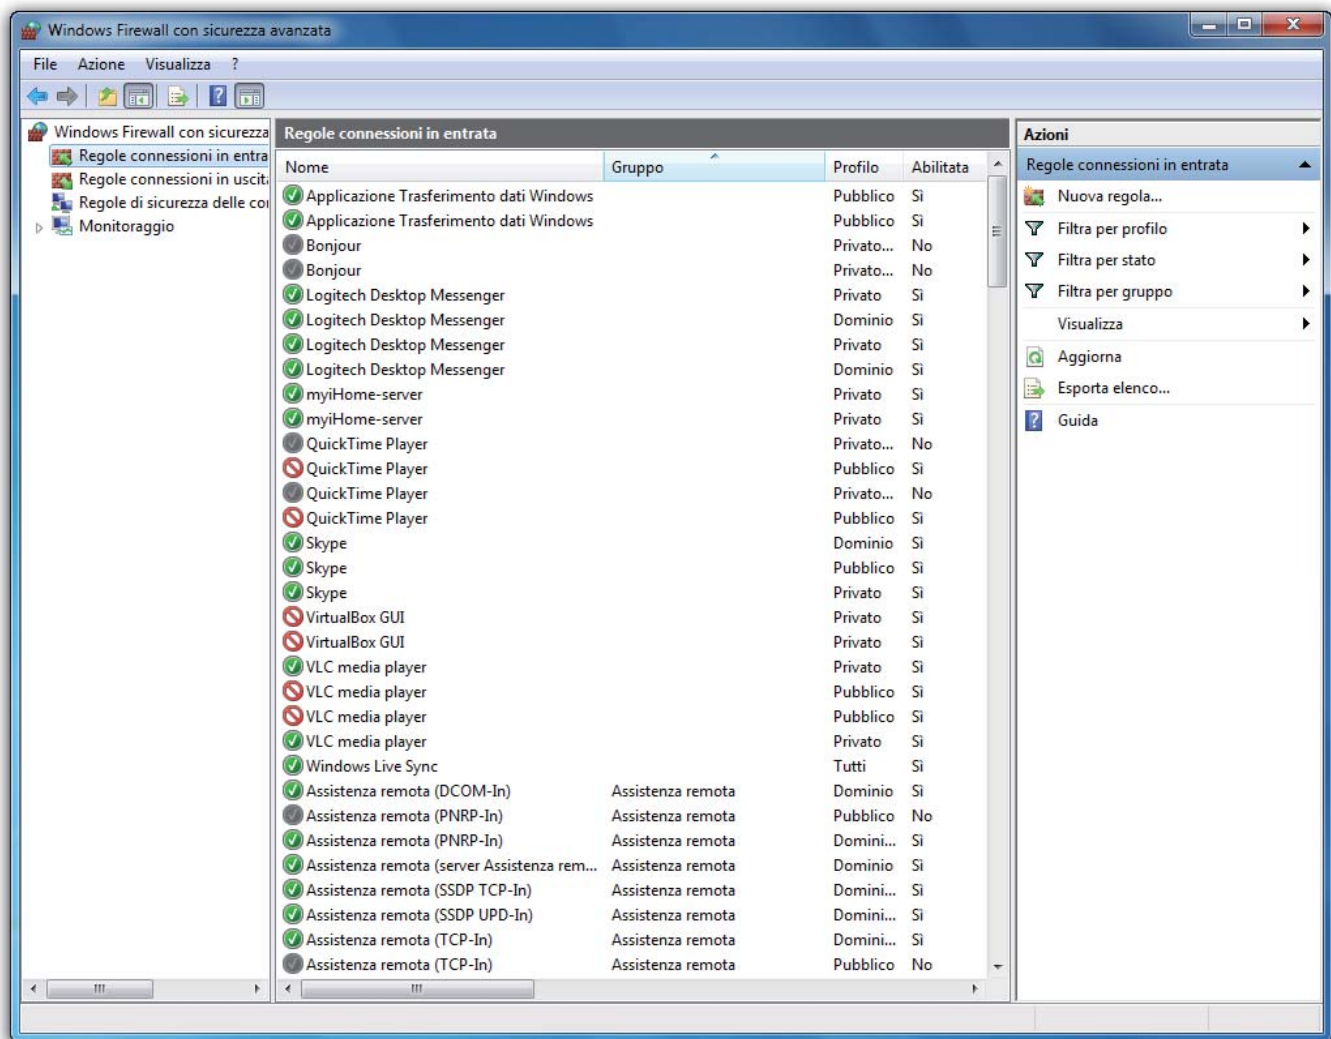 Windows Firewall con sicurezza avanzata
File Azione Visualizza ?
Windows Firewall con sicurezza
Regole connessioni in entra
Regole connessioni in uscit
Regole di sicurezza delle co
Monitoraggio
Regole connessioni in entrata
Nome Gruppo Profilo Abilitata
Applicazione Trasferimento dati Windows Pubblico Sì
Applicazione Trasferimento dati Windows Pubblico Sì
Bonjour Privato... No
Bonjour Privato... No
Logitech Desktop Messenger Privato Sì
Logitech Desktop Messenger Dominio Sì
Logitech Desktop Messenger Privato Sì
Logitech Desktop Messenger Dominio Sì
myiHome-server Privato Sì
myiHome-server Privato Sì
QuickTime Player Privato... No
QuickTime Player Pubblico Sì
QuickTime Player Privato... No
QuickTime Player Pubblico Sì
Skype Dominio Sì
Skype Pubblico Sì
Skype Privato Sì
VirtualBox GUI Privato Sì
VirtualBox GUI Privato Sì
VLC media player Privato Sì
VLC media player Pubblico Sì
VLC media player Pubblico Sì
VLC media player Privato Sì
Windows Live Sync Tutti Sì
Assistenza remota (DCOM-In) Assistenza remota Dominio Sì
Assistenza remota (PNRP-In) Assistenza remota Pubblico No
Assistenza remota (PNRP-In) Assistenza remota Domini... Sì
Assistenza remota (server Assistenza rem... Assistenza remota Dominio Sì
Assistenza remota (SSDP TCP-In) Assistenza remota Domini... Sì
Assistenza remota (SSDP UPD-In) Assistenza remota Domini... Sì
Assistenza remota (TCP-In) Assistenza remota Domini... Sì
Assistenza remota (TCP-In) Assistenza remota Pubblico No
Azioni
Regole connessioni in entrata
Nuova regola...
Filtra per profilo
Filtra per stato
Filtra per gruppo
Visualizza
Aggiorna
Esporta elenco...
Guida